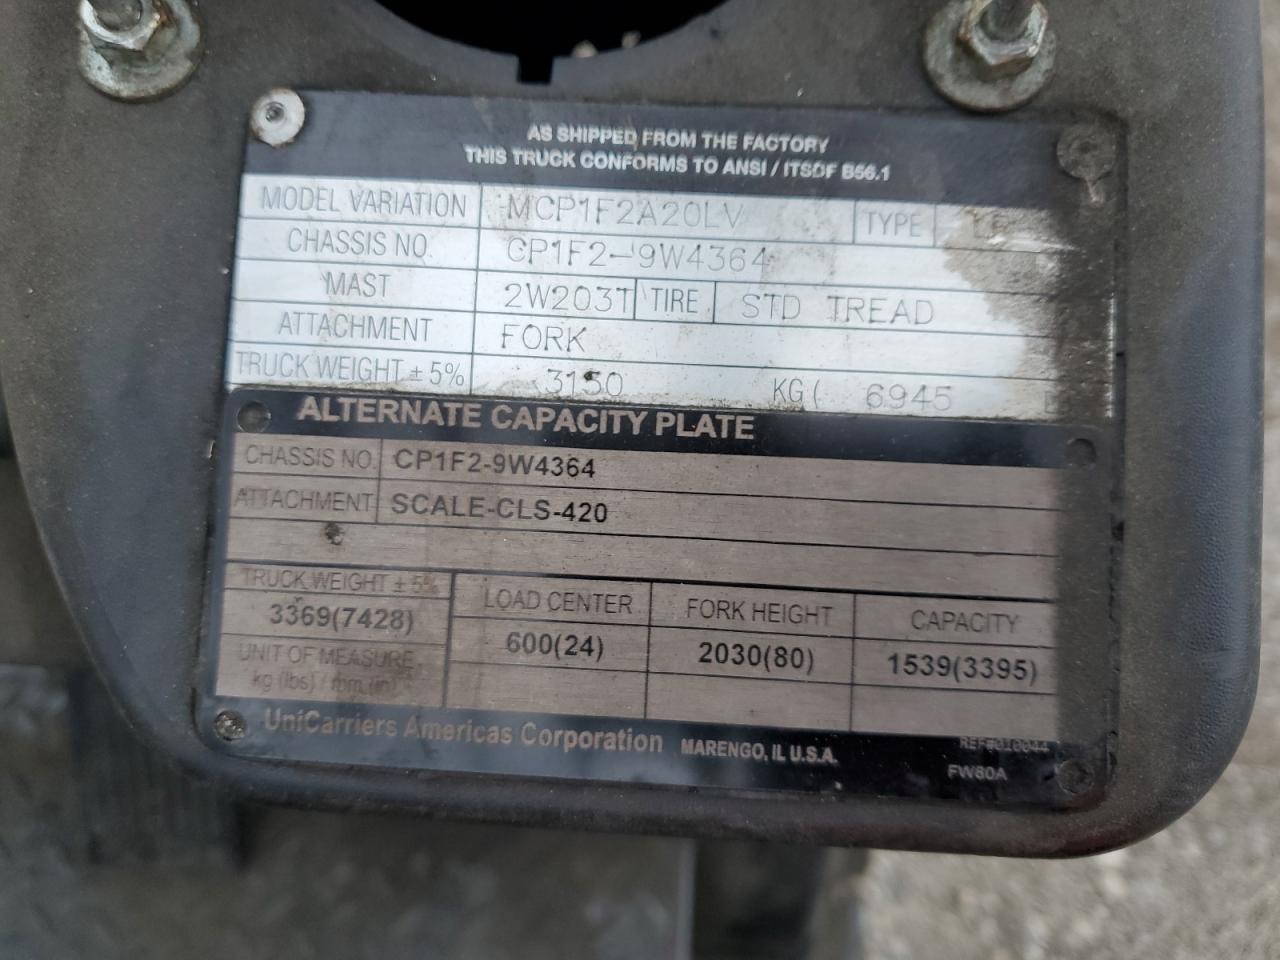 AS SHIPPED FROM THE FACTORY
THIS TRUCK CONFORMS TO ANSI / ITSDF B56.1
MODEL VARIATION MCP1F2A20LV TYPE
CHASSIS NO. CP1F2-9W4364
MAST 2W203T TIRE STD TREAD
ATTACHMENT FORK
TRUCK WEIGHT ± 5% 3150 KG ( 6945
ALTERNATE CAPACITY PLATE
CHASSIS NO. CP1F2-9W4364
ATTACHMENT SCALE-CLS-420
TRUCK WEIGHT ± 5% LOAD CENTER FORK HEIGHT CAPACITY
3369(7428) 600(24) 2030(80) 1539(3395)
UNIT OF MEASURE
kg (lbs) / mm (in)
UniCarriers Americas Corporation MARENGO, IL U.S.A. REF#010044
FW80A